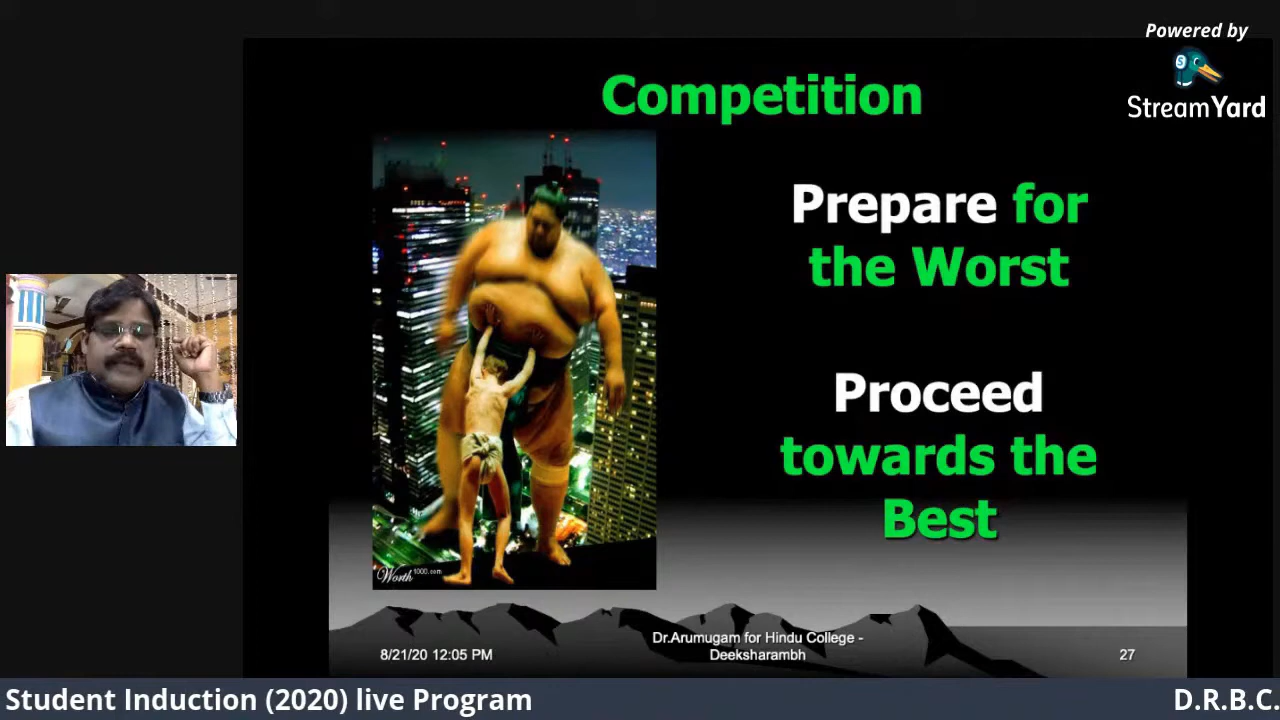 Powered by
StreamYard
Competition
Prepare for
the Worst
Proceed
towards the
Best
Worth1000.com
8/21/20 12:05 PM
Dr.Arumugam for Hindu College -
Deeksharambh
27
Student Induction (2020) live Program
D.R.B.C.